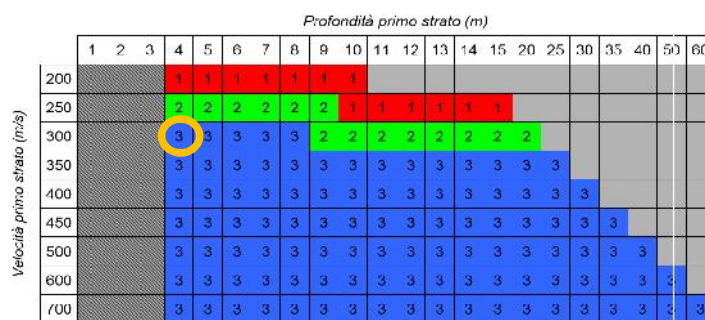 Profondità primo strato (m)
1 2 3 4 5 6 7 8 9 10 11 12 13 14 15 20 25 30 35 40 50 60
Velocità primo strato (m/s)
200 1 1 1 1 1 1 1
250 2 2 2 2 2 2 1 1 1 1 1 1
300 3 3 3 3 3 2 2 2 2 2 2 2 2
350 3 3 3 3 3 3 3 3 3 3 3 3 3 3
400 3 3 3 3 3 3 3 3 3 3 3 3 3 3 3
450 3 3 3 3 3 3 3 3 3 3 3 3 3 3 3 3
500 3 3 3 3 3 3 3 3 3 3 3 3 3 3 3 3 3
600 3 3 3 3 3 3 3 3 3 3 3 3 3 3 3 3 3 3
700 3 3 3 3 3 3 3 3 3 3 3 3 3 3 3 3 3 3 3